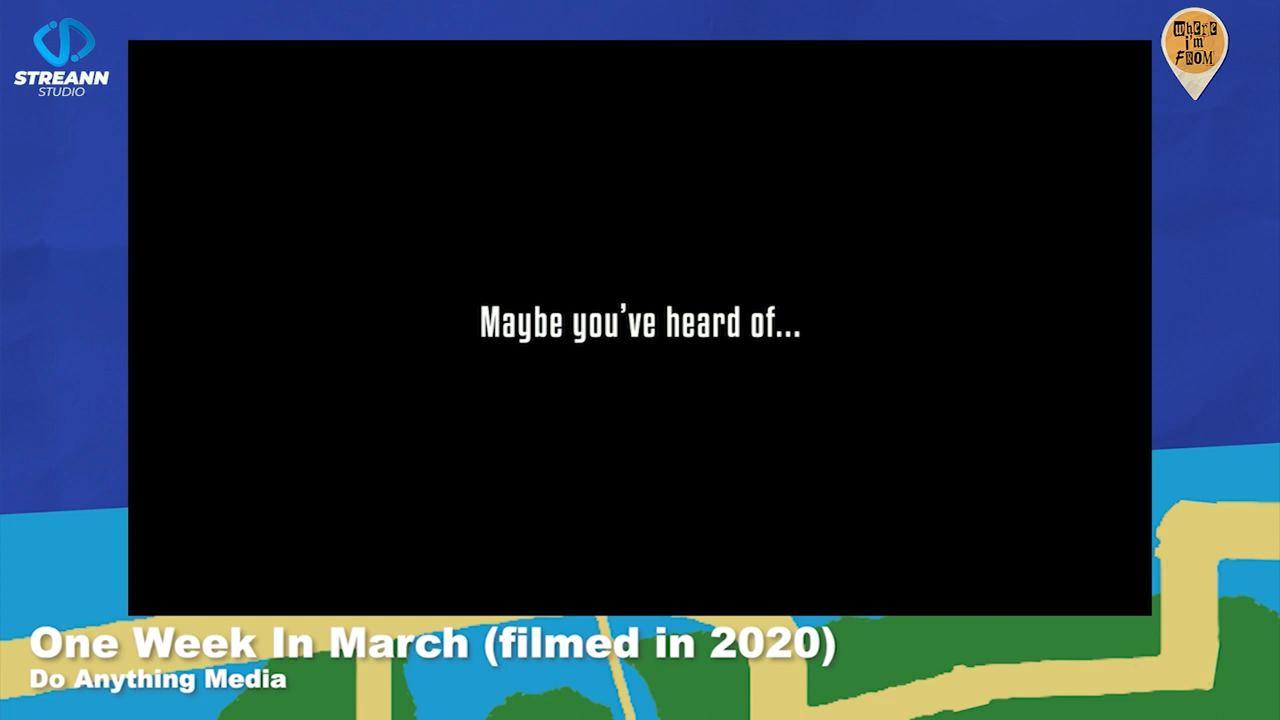 STREANN
STUDIO
where
i'm
FROM
Maybe you've heard of...
One Week In March (filmed in 2020)
Do Anything Media